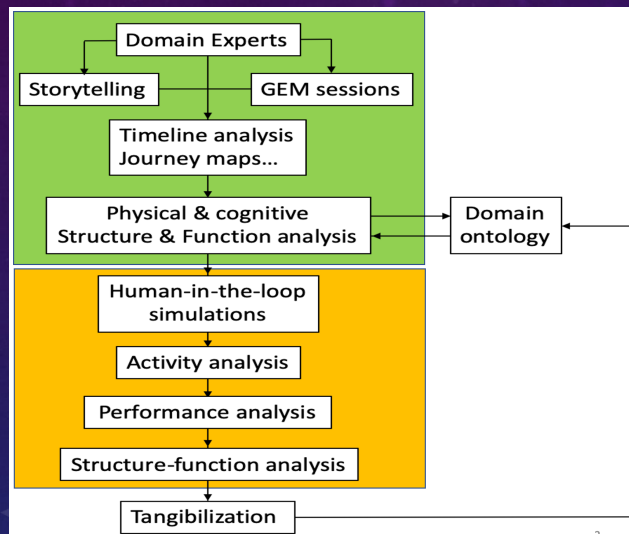 Domain Experts
Storytelling
GEM sessions
Timeline analysis
Journey maps...
Physical & cognitive
Structure & Function analysis
Domain
ontology
Human-in-the-loop
simulations
Activity analysis
Performance analysis
Structure-function analysis
Tangibilization